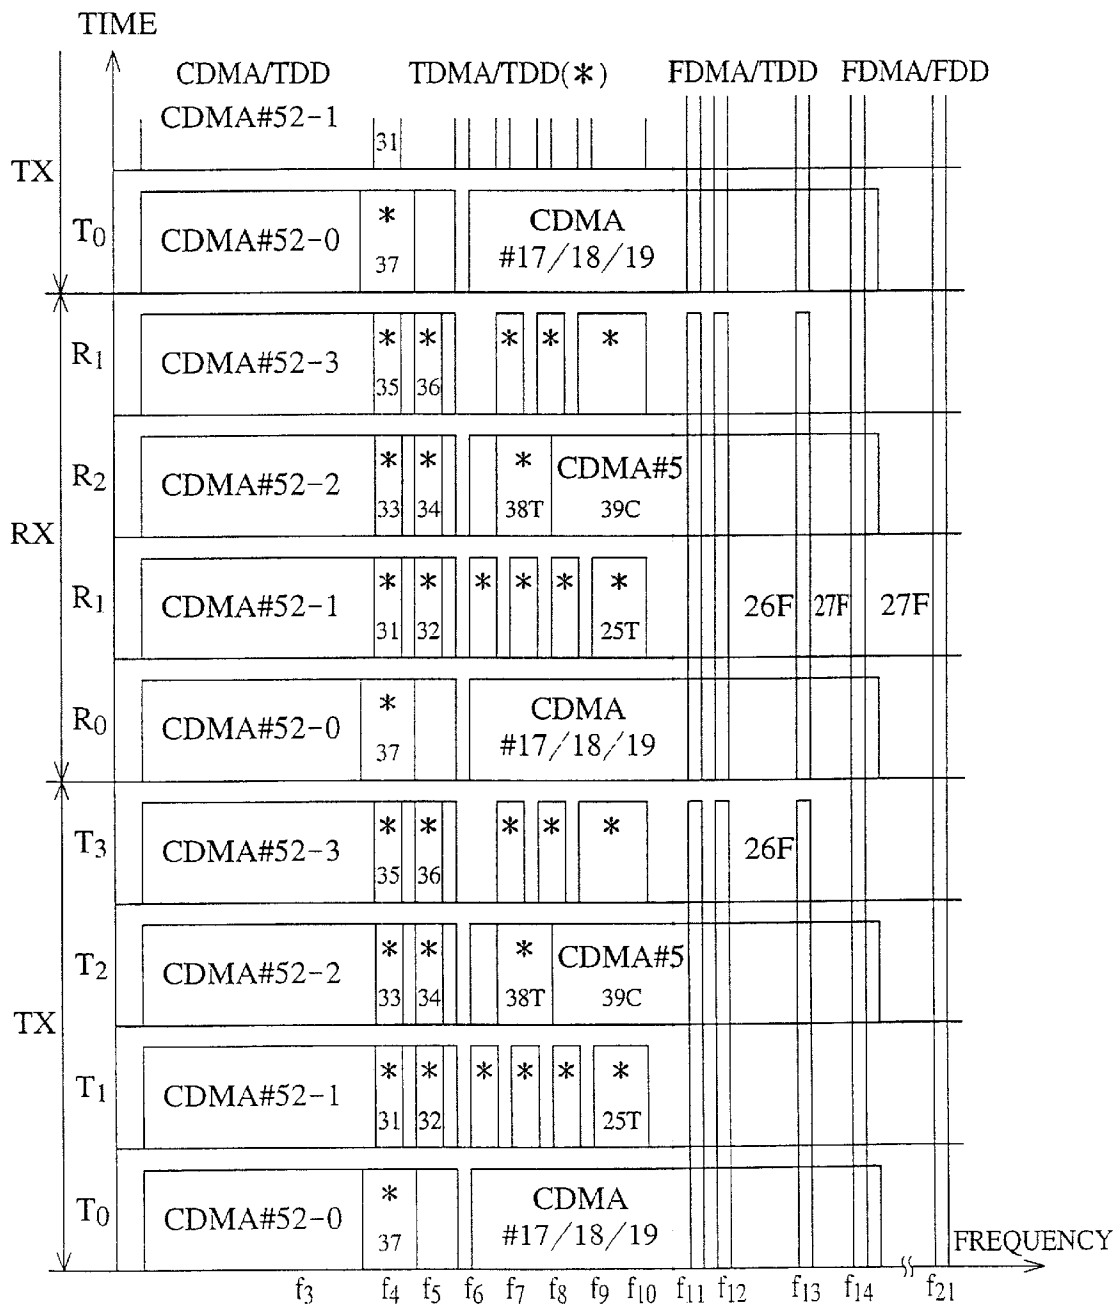 TIME
CDMA/TDD TDMA/TDD(*) FDMA/TDD FDMA/FDD
CDMA#52-1 31
TX
T0 CDMA#52-0 * CDMA
37 #17/18/19
R1 CDMA#52-3 * * * * *
35 36
R2 CDMA#52-2 * * * CDMA#5
33 34 38T 39C
RX
R1 CDMA#52-1 * * * * * * 26F 27F 27F
31 32 25T
R0 CDMA#52-0 * CDMA
37 #17/18/19
T3 CDMA#52-3 * * * * * 26F
35 36
T2 CDMA#52-2 * * * CDMA#5
33 34 38T 39C
TX
T1 CDMA#52-1 * * * * * *
31 32 25T
T0 CDMA#52-0 * CDMA
37 #17/18/19
FREQUENCY
f3 f4 f5 f6 f7 f8 f9 f10 f11 f12 f13 f14 f21